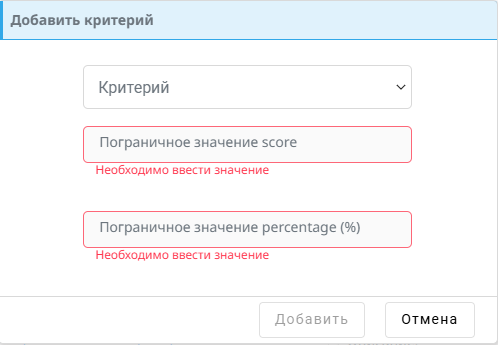 Добавить критерий
Критерий
Пограничное значение score
Необходимо ввести значение
Пограничное значение percentage (%)
Необходимо ввести значение
Добавить
Отмена